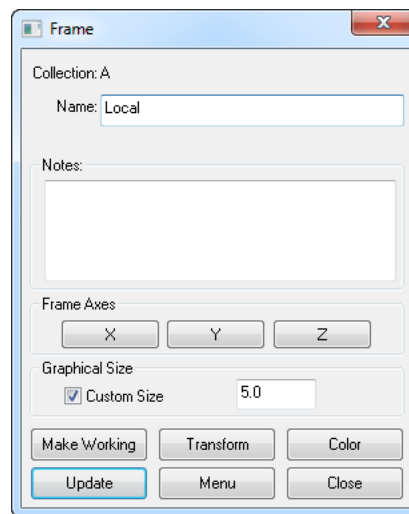 Frame
Collection: A
Name: Local
Notes:
Frame Axes
X Y Z
Graphical Size
Custom Size 5.0
Make Working Transform Color
Update Menu Close